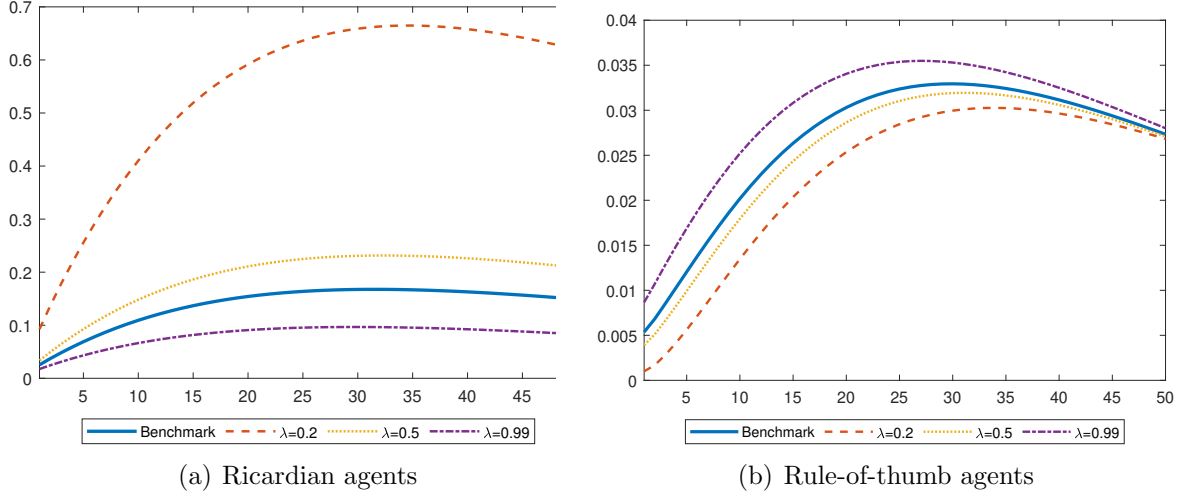 0.7
0.6
0.5
0.4
0.3
0.2
0.1
0
5 10 15 20 25 30 35 40 45
Benchmark λ=0.2 λ=0.5 λ=0.99
(a) Ricardian agents
0.04
0.035
0.03
0.025
0.02
0.015
0.01
0.005
0
5 10 15 20 25 30 35 40 45 50
Benchmark λ=0.2 λ=0.5 λ=0.99
(b) Rule-of-thumb agents